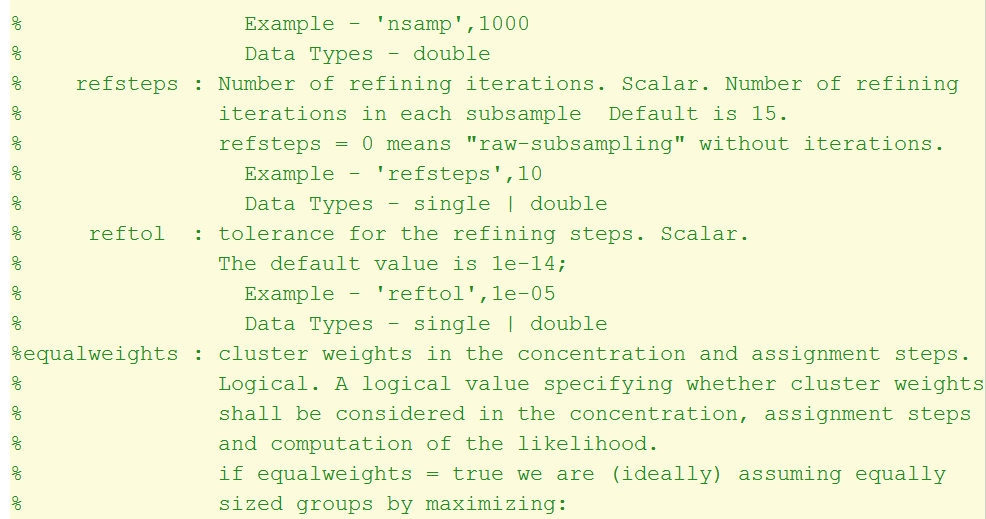 %                 Example - 'nsamp',1000
%                 Data Types - double
%    refsteps : Number of refining iterations. Scalar. Number of refining
%               iterations in each subsample  Default is 15.
%               refsteps = 0 means "raw-subsampling" without iterations.
%                 Example - 'refsteps',10
%                 Data Types - single | double
%     reftol  : tolerance for the refining steps. Scalar.
%               The default value is 1e-14;
%                 Example - 'reftol',1e-05
%                 Data Types - single | double
%equalweights : cluster weights in the concentration and assignment steps.
%               Logical. A logical value specifying whether cluster weights
%               shall be considered in the concentration, assignment steps
%               and computation of the likelihood.
%               if equalweights = true we are (ideally) assuming equally
%               sized groups by maximizing: